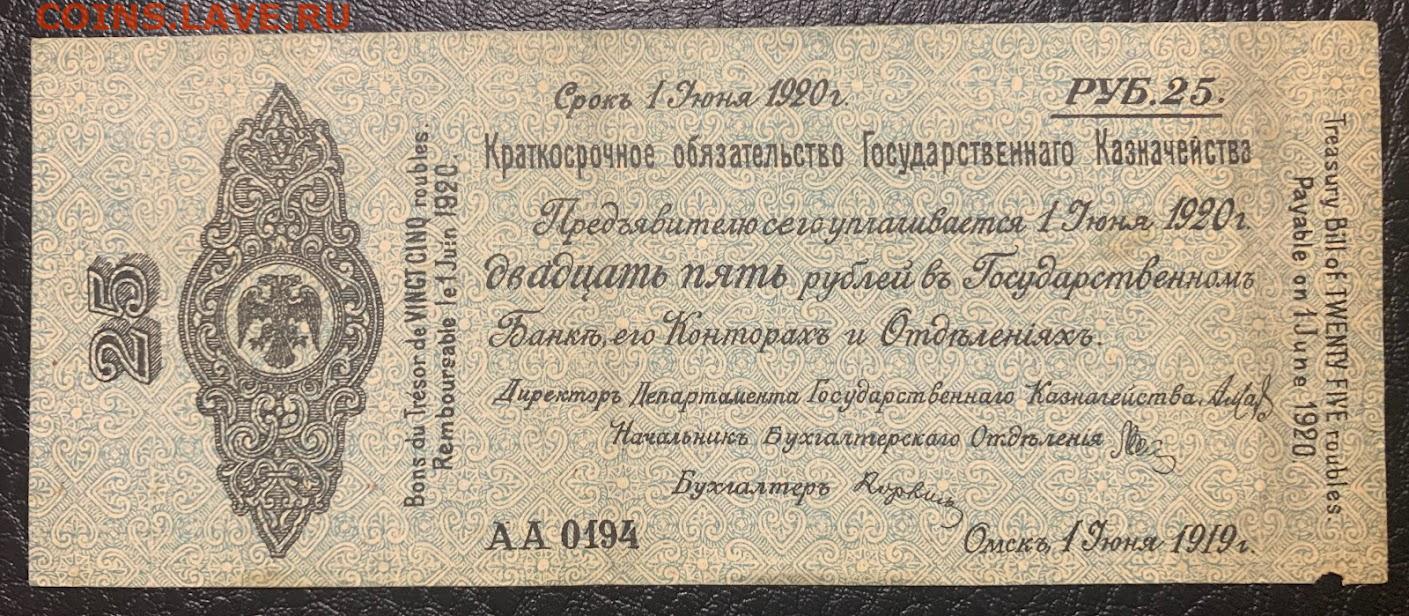 COINS.LAVE.RU
Срокъ 1 Іюня 1920 г.
РУБ.25.
Краткосрочное обязательство Государственнаго Казначейства
Предъявителю сего уплачивается 1 Іюня 1920 г.
двадцать пять рублей въ Государственномъ
Банкѣ, его Конторахъ и Отдѣленіяхъ.
Директоръ Департамента Государственнаго Казначейства
Начальникъ Бухгалтерскаго Отдѣленія
Бухгалтеръ
АА 0194
Омскъ, 1 Іюня 1919 г.
25
Bons du Tresor de VINGT CINQ roubles.
Remboursable le 1 Juin 1920.
Treasury Bill of TWENTY FIVE roubles.
Payable on 1 June 1920.